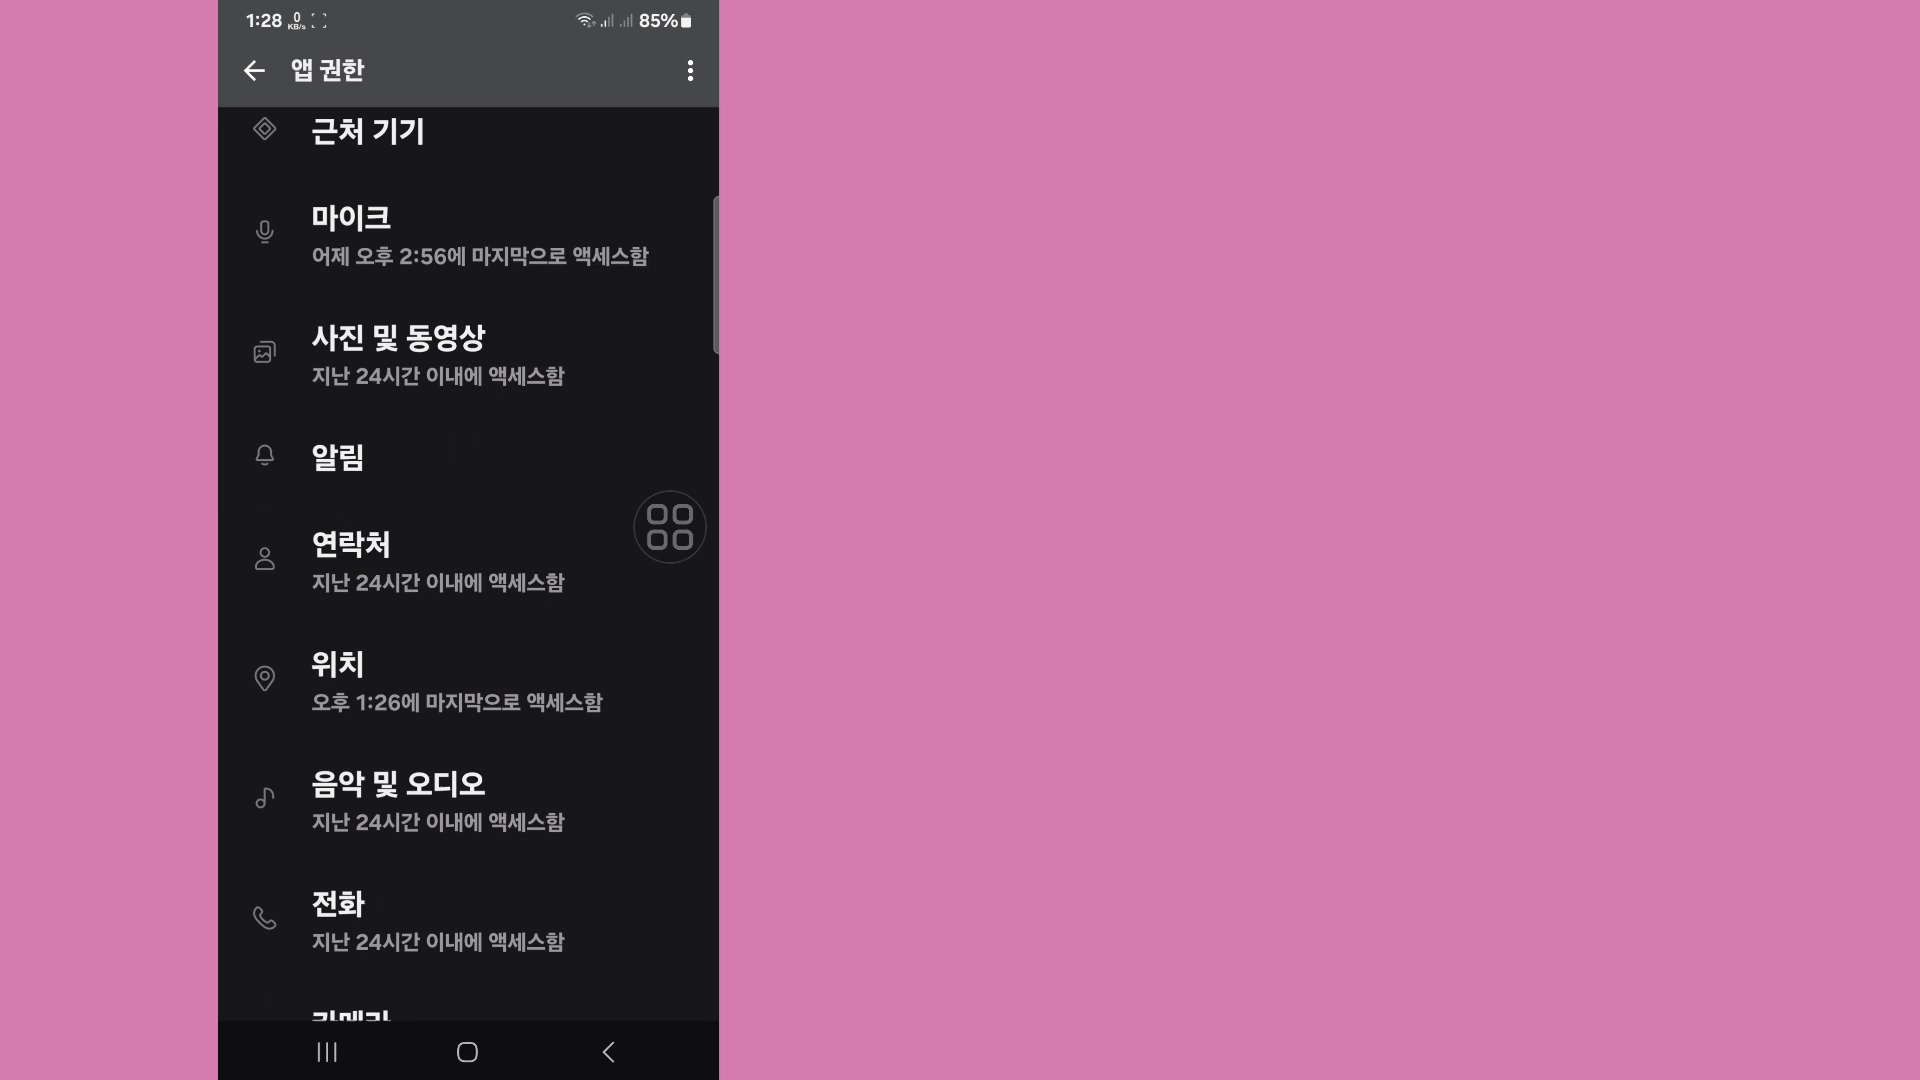 1:28 0 KB/s 85%
앱 권한
근처 기기
마이크
어제 오후 2:56에 마지막으로 액세스함
사진 및 동영상
지난 24시간 이내에 액세스함
알림
연락처
지난 24시간 이내에 액세스함
위치
오후 1:26에 마지막으로 액세스함
음악 및 오디오
지난 24시간 이내에 액세스함
전화
지난 24시간 이내에 액세스함
카메라